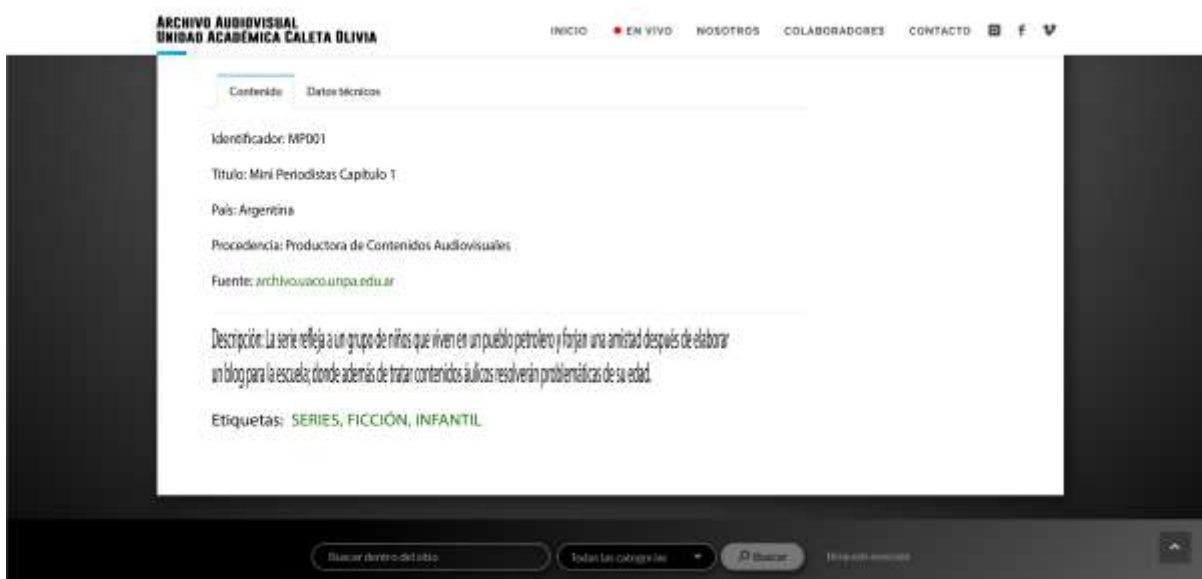 ARCHIVO AUDIOVISUAL
UNIDAD ACADÉMICA CALETA OLIVIA
INICIO EN VIVO NOSOTROS COLABORADORES CONTACTO
Contenido Datos técnicos
Identificador: MP001
Título: Mini Periodistas Capítulo 1
País: Argentina
Procedencia: Productora de Contenidos Audiovisuales
Fuente: archivo.uaco.unpa.edu.ar
Descripción: La serie refleja a un grupo de niños que viven en un pueblo petrolero y forjan una amistad después de elaborar
un blog para la escuela; donde además de tratar contenidos áulicos resolverán problemáticas de su edad.
Etiquetas: SERIES, FICCIÓN, INFANTIL
Buscar dentro del sitio Todas las categorías Buscar Búsqueda avanzada